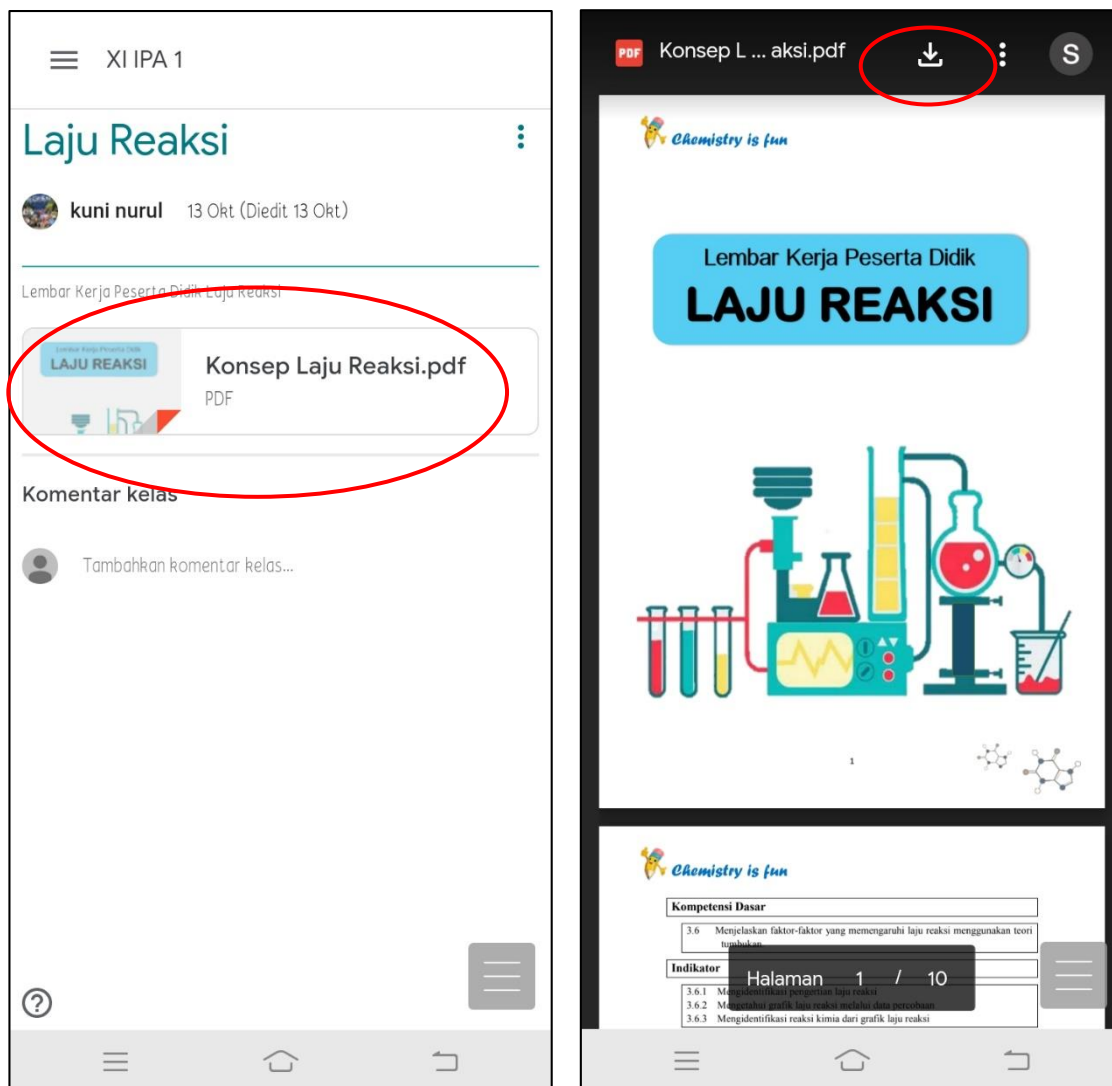 XI IPA 1
Laju Reaksi
kuni nurul 13 Okt (Diedit 13 Okt)
Lembar Kerja Peserta Didik Laju Reaksi
Lembar Kerja Peserta Didik
LAJU REAKSI
Konsep Laju Reaksi.pdf
PDF
Komentar kelas
Tambahkan komentar kelas...
PDF Konsep L ... aksi.pdf S
Chemistry is fun
Lembar Kerja Peserta Didik
LAJU REAKSI
1
Chemistry is fun
Kompetensi Dasar
3.6 Menjelaskan faktor-faktor yang memengaruhi laju reaksi menggunakan teori
tumbukan
Indikator
3.6.1 Mengidentifikasi pengertian laju reaksi
3.6.2 Mengetahui grafik laju reaksi melalui data percobaan
3.6.3 Mengidentifikasi reaksi kimia dari grafik laju reaksi
Halaman 1 / 10